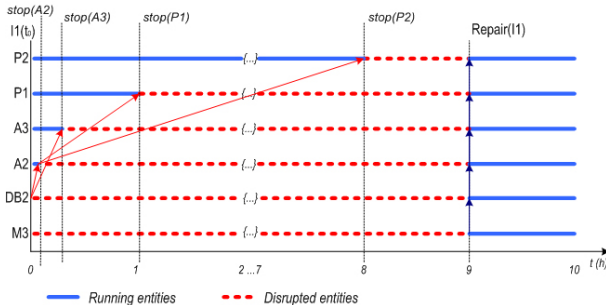 stop(A2)
I1(t₀) stop(A3) stop(P1) stop(P2) Repair(I1)
P2 {...}
P1 {...}
A3 {...}
A2 {...}
DB2 {...}
M3 {...}
0 1 2 ...7 8 9 10 t (h)
Running entities Disrupted entities